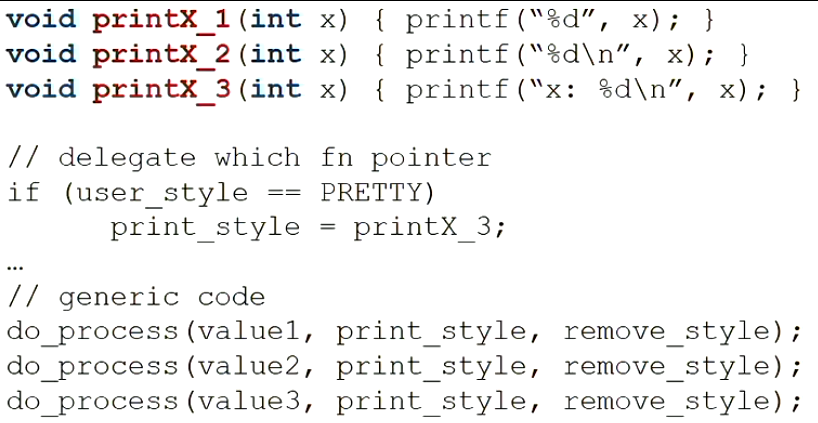 void printX_1(int x) { printf(“%d”, x); }
void printX_2(int x) { printf(“%d\n”, x); }
void printX_3(int x) { printf(“x: %d\n”, x); }
// delegate which fn pointer
if (user_style == PRETTY)
print_style = printX_3;
…
// generic code
do_process(value1, print_style, remove_style);
do_process(value2, print_style, remove_style);
do_process(value3, print_style, remove_style);